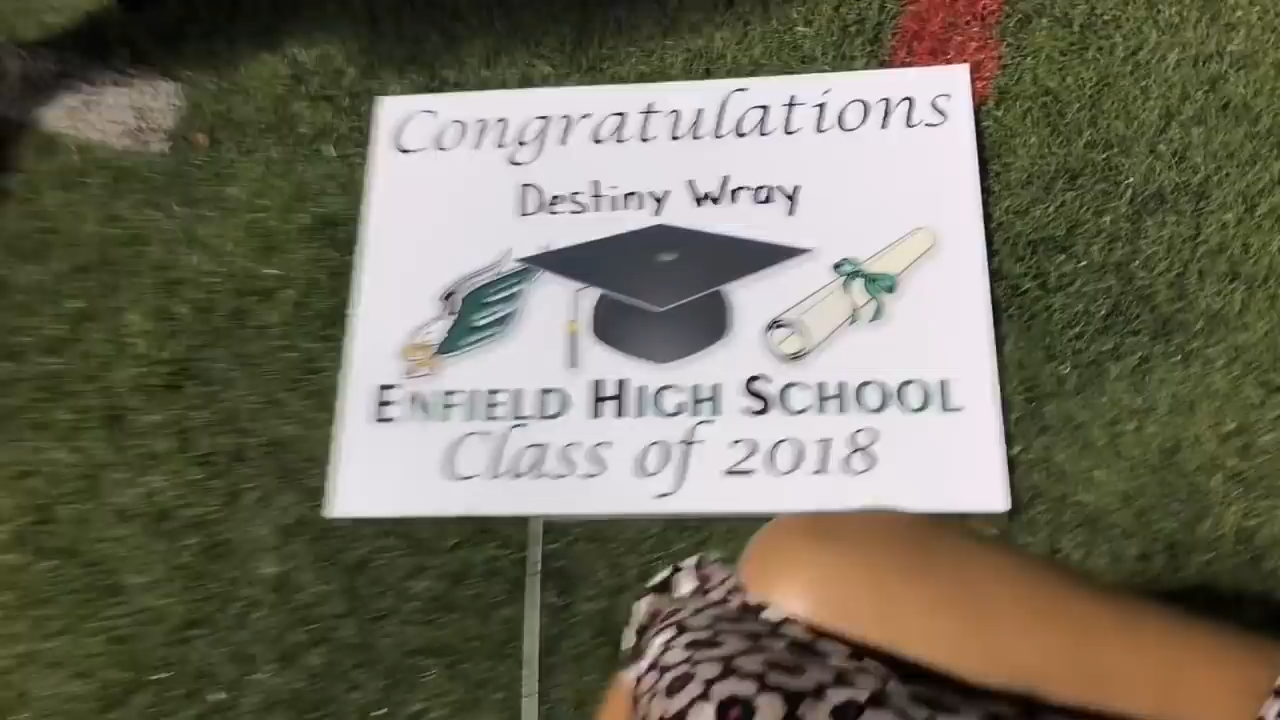 Congratulations
Destiny Wray
ENFIELD HIGH SCHOOL
Class of 2018